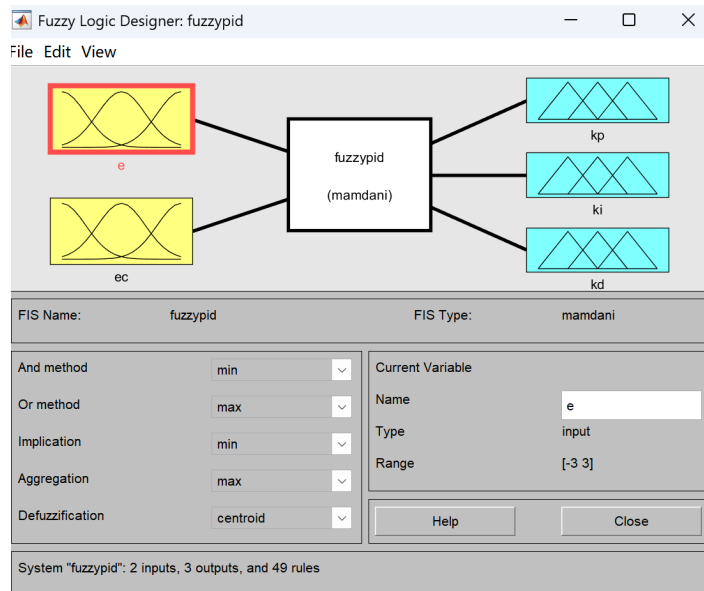 Fuzzy Logic Designer: fuzzypid
File Edit View
e
ec
fuzzypid
(mamdani)
kp
ki
kd
FIS Name: fuzzypid FIS Type: mamdani
And method min
Or method max
Implication min
Aggregation max
Defuzzification centroid
Current Variable
Name e
Type input
Range [-3 3]
Help Close
System "fuzzypid": 2 inputs, 3 outputs, and 49 rules